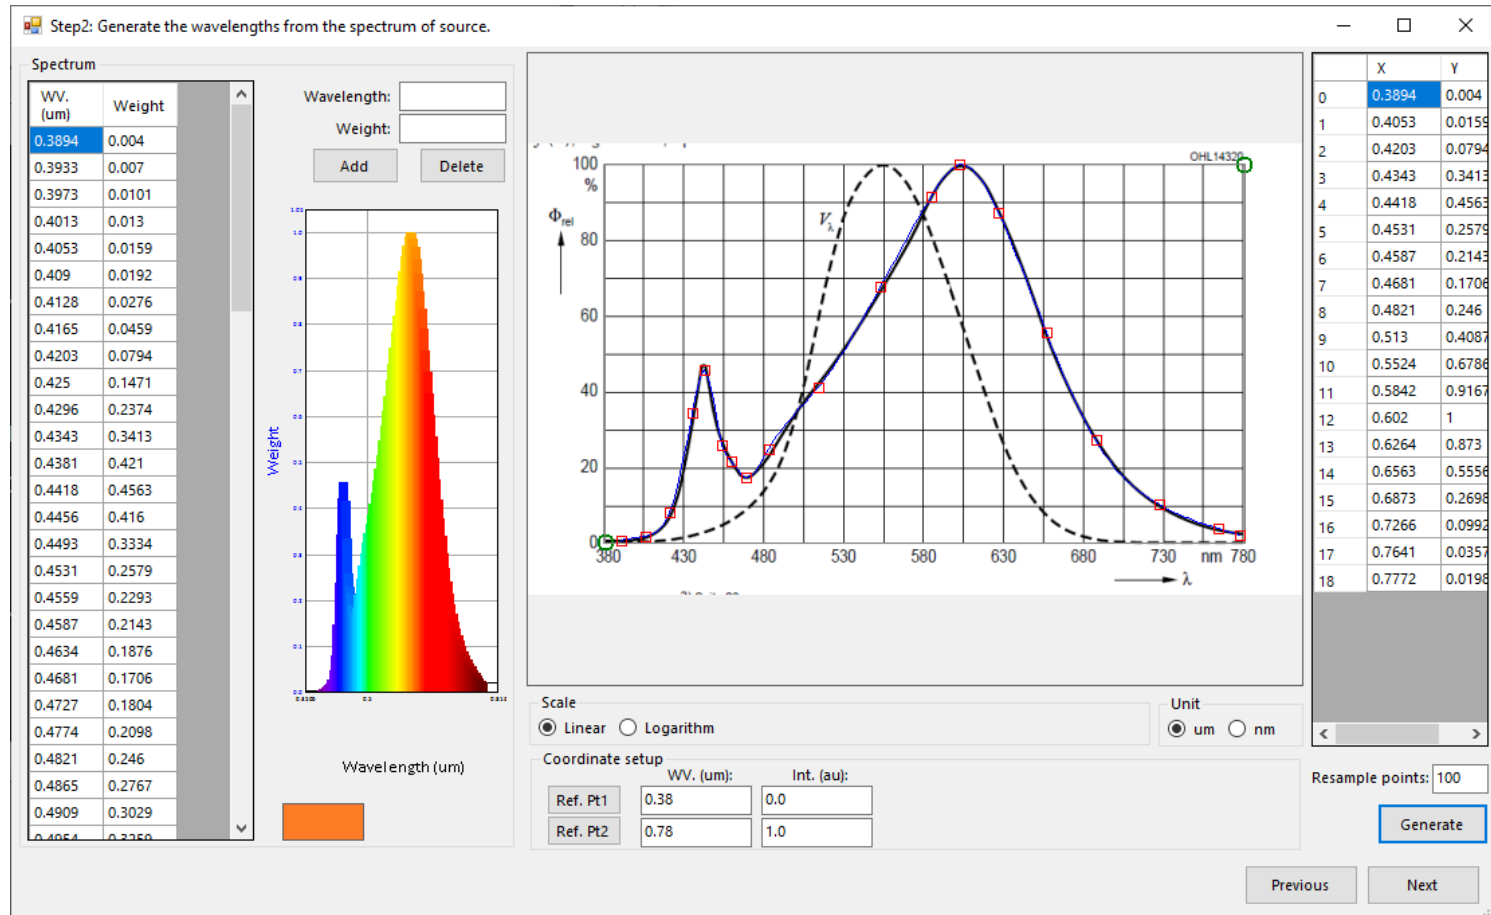 Step2: Generate the wavelengths from the spectrum of source.
Spectrum
WV. (um) Weight
0.3894 0.004
0.3933 0.007
0.3973 0.0101
0.4013 0.013
0.4053 0.0159
0.409 0.0192
0.4128 0.0276
0.4165 0.0459
0.4203 0.0794
0.425 0.1471
0.4296 0.2374
0.4343 0.3413
0.4381 0.421
0.4418 0.4563
0.4456 0.416
0.4493 0.3334
0.4531 0.2579
0.4559 0.2293
0.4587 0.2143
0.4634 0.1876
0.4681 0.1706
0.4727 0.1804
0.4774 0.2098
0.4821 0.246
0.4865 0.2767
0.4909 0.3029
Wavelength:
Weight:
Add Delete
Weight
Wavelength (um)
OHL14320
100
%
Φrel
Vλ
80
60
40
20
0
380 430 480 530 580 630 680 730 nm 780
λ
Scale
Linear Logarithm
Unit
um nm
Coordinate setup
WV. (um): Int. (au):
Ref. Pt1 0.38 0.0
Ref. Pt2 0.78 1.0
X Y
0 0.3894 0.004
1 0.4053 0.0159
2 0.4203 0.0794
3 0.4343 0.3413
4 0.4418 0.4563
5 0.4531 0.2579
6 0.4587 0.2143
7 0.4681 0.1706
8 0.4821 0.246
9 0.513 0.4087
10 0.5524 0.6786
11 0.5842 0.9167
12 0.602 1
13 0.6264 0.873
14 0.6563 0.5556
15 0.6873 0.2698
16 0.7266 0.0992
17 0.7641 0.0357
18 0.7772 0.0198
Resample points: 100
Generate
Previous Next